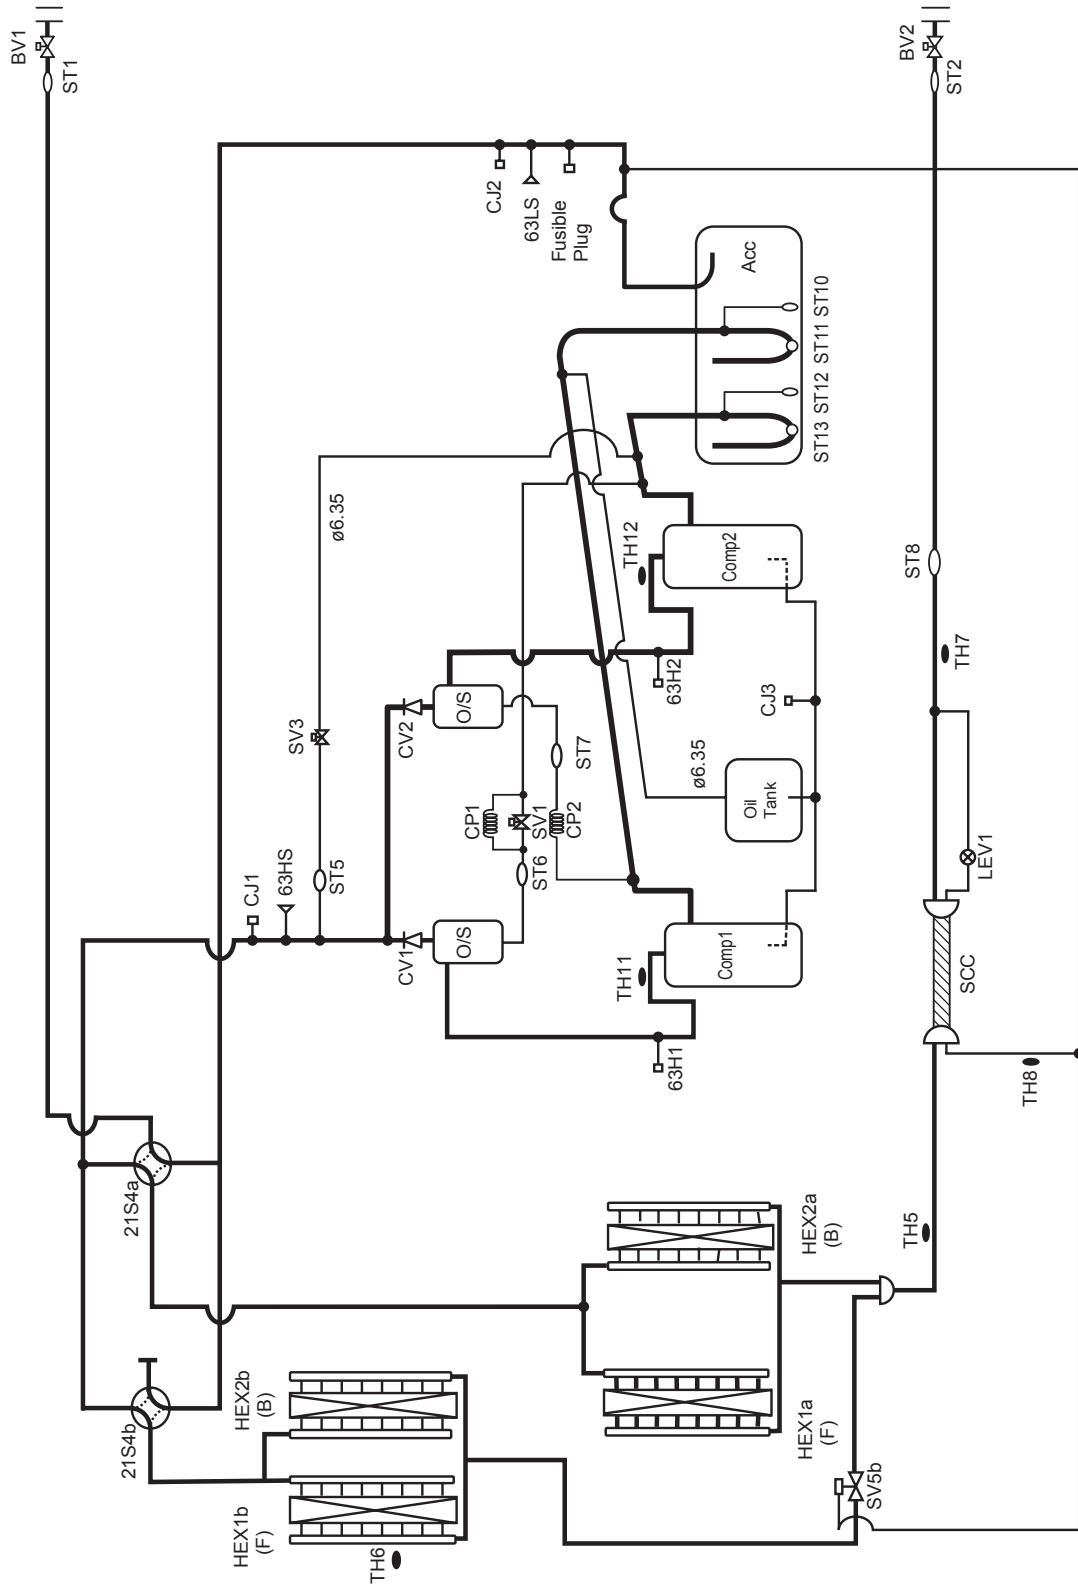 BV1
ST1
BV2
ST2
CJ2
63LS
Fusible
Plug
Acc
ST13 ST12 ST11 ST10
ø6.35
TH12
Comp2
ST8
TH7
SV3
CV2
O/S
63H2
CJ3
ST7
CP1
SV1
CP2
ST6
ø6.35
Oil
Tank
LEV1
CJ1
63HS
ST5
CV1
O/S
TH11
Comp1
SCC
63H1
TH8
21S4a
HEX2a
(B)
TH5
21S4b
HEX2b
(B)
HEX1a
(F)
SV5b
HEX1b
(F)
TH6